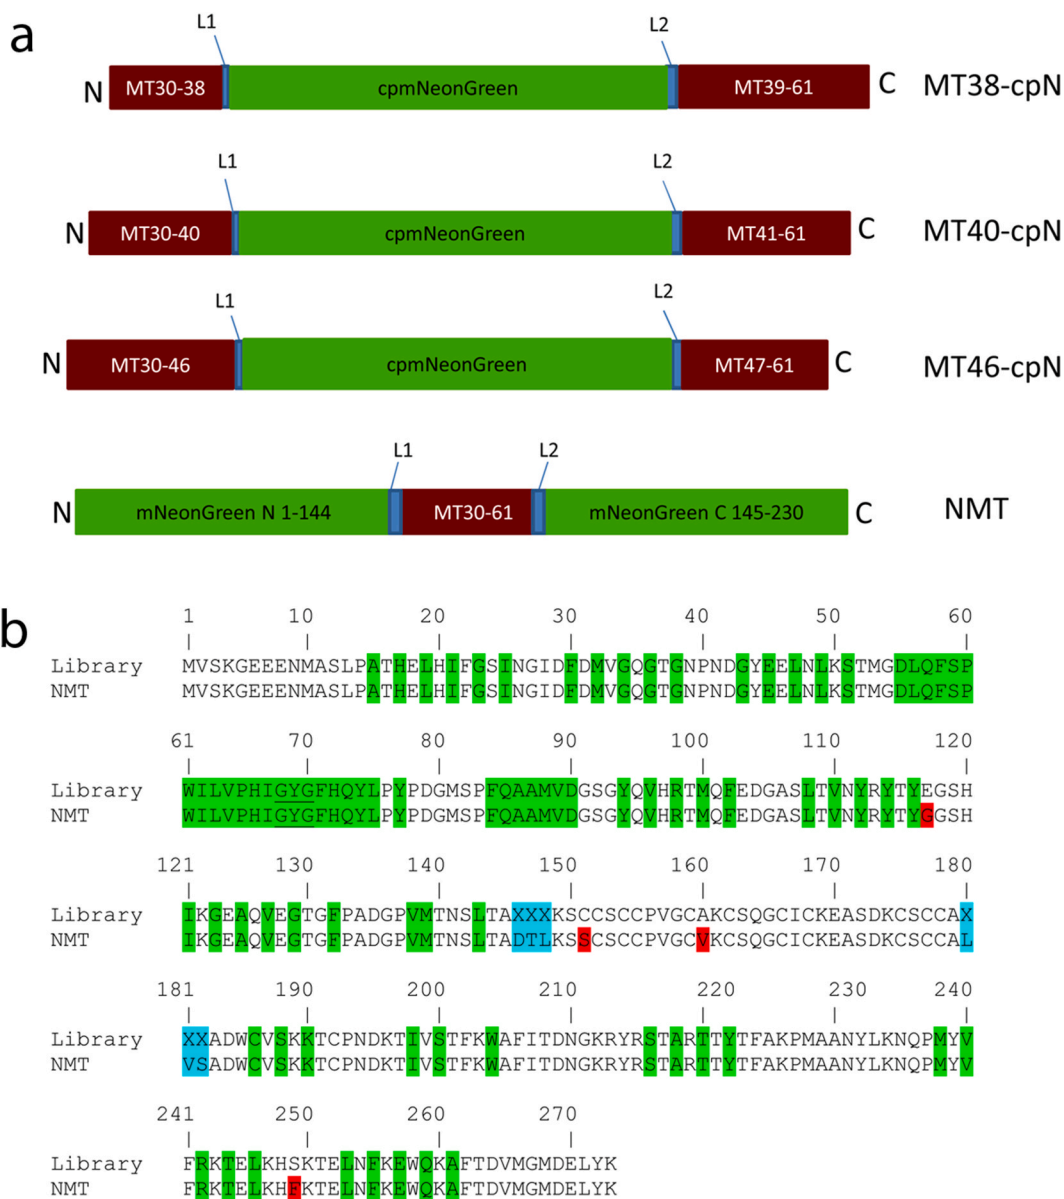 a
L1 L2
N MT30-38 cpmNeonGreen MT39-61 C MT38-cpN
L1 L2
N MT30-40 cpmNeonGreen MT41-61 C MT40-cpN
L1 L2
N MT30-46 cpmNeonGreen MT47-61 C MT46-cpN
L1 L2
N mNeonGreen N 1-144 MT30-61 mNeonGreen C 145-230 C NMT
b
1 10 20 30 40 50 60
Library MVSKGEEENMASLPATHELHIFGSINGIDFDMVGQGTGNPNDGYEELNLKSTMGDLQFSP
NMT MVSKGEEENMASLPATHELHIFGSINGIDFDMVGQGTGNPNDGYEELNLKSTMGDLQFSP
61 70 80 90 100 110 120
Library WILVPHIGYGFHQYLPYPDGMSPFQAAMVDGSGYQVHRTMQFEDGASLTVNYRYTYEGSH
NMT WILVPHIGYGFHQYLPYPDGMSPFQAAMVDGSGYQVHRTMQFEDGASLTVNYRYTYGGSH
121 130 140 150 160 170 180
Library IKGEAQVEGTGFPADGPVMTNSLTAXXXKSCCSCCPVGCAKCSQGCICKEASDKCSCCAX
NMT IKGEAQVEGTGFPADGPVMTNSLTADTLKSSCSCCPVGCVKCSQGCICKEASDKCSCCAL
181 190 200 210 220 230 240
Library XXADWCVSKKTCPNDKTIVSTFKWAFITDNGKRYRSTARTTYTFAKPMAANYLKNQPMYV
NMT VSADWCVSKKTCPNDKTIVSTFKWAFITDNGKRYRSTARTTYTFAKPMAANYLKNQPMYV
241 250 260 270
Library FRKTELKHSKTELNFKEWQKAFTDVMGMDELYK
NMT FRKTELKHFKTELNFKEWQKAFTDVMGMDELYK